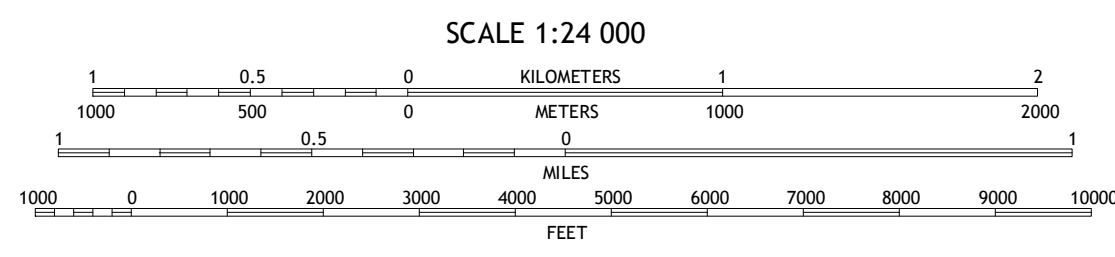 SCALE 1:24 000
1 0.5 0 KILOMETERS 1 2
1000 500 0 METERS 1000 2000
1 0.5 0 1
MILES
1000 0 1000 2000 3000 4000 5000 6000 7000 8000 9000 10000
FEET